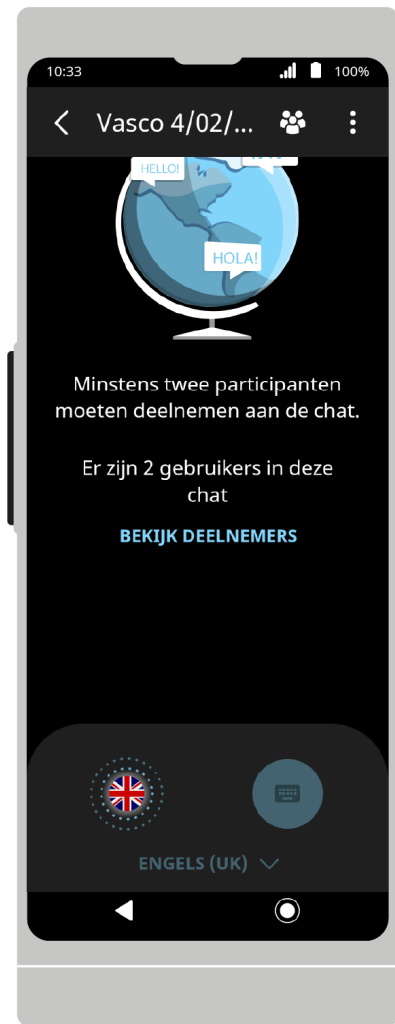 10:33
100%
Vasco 4/02/...
HELLO!
HOLA!
Minstens twee participanten
moeten deelnemen aan de chat.
Er zijn 2 gebruikers in deze
chat
BEKIJK DEELNEMERS
ENGELS (UK)